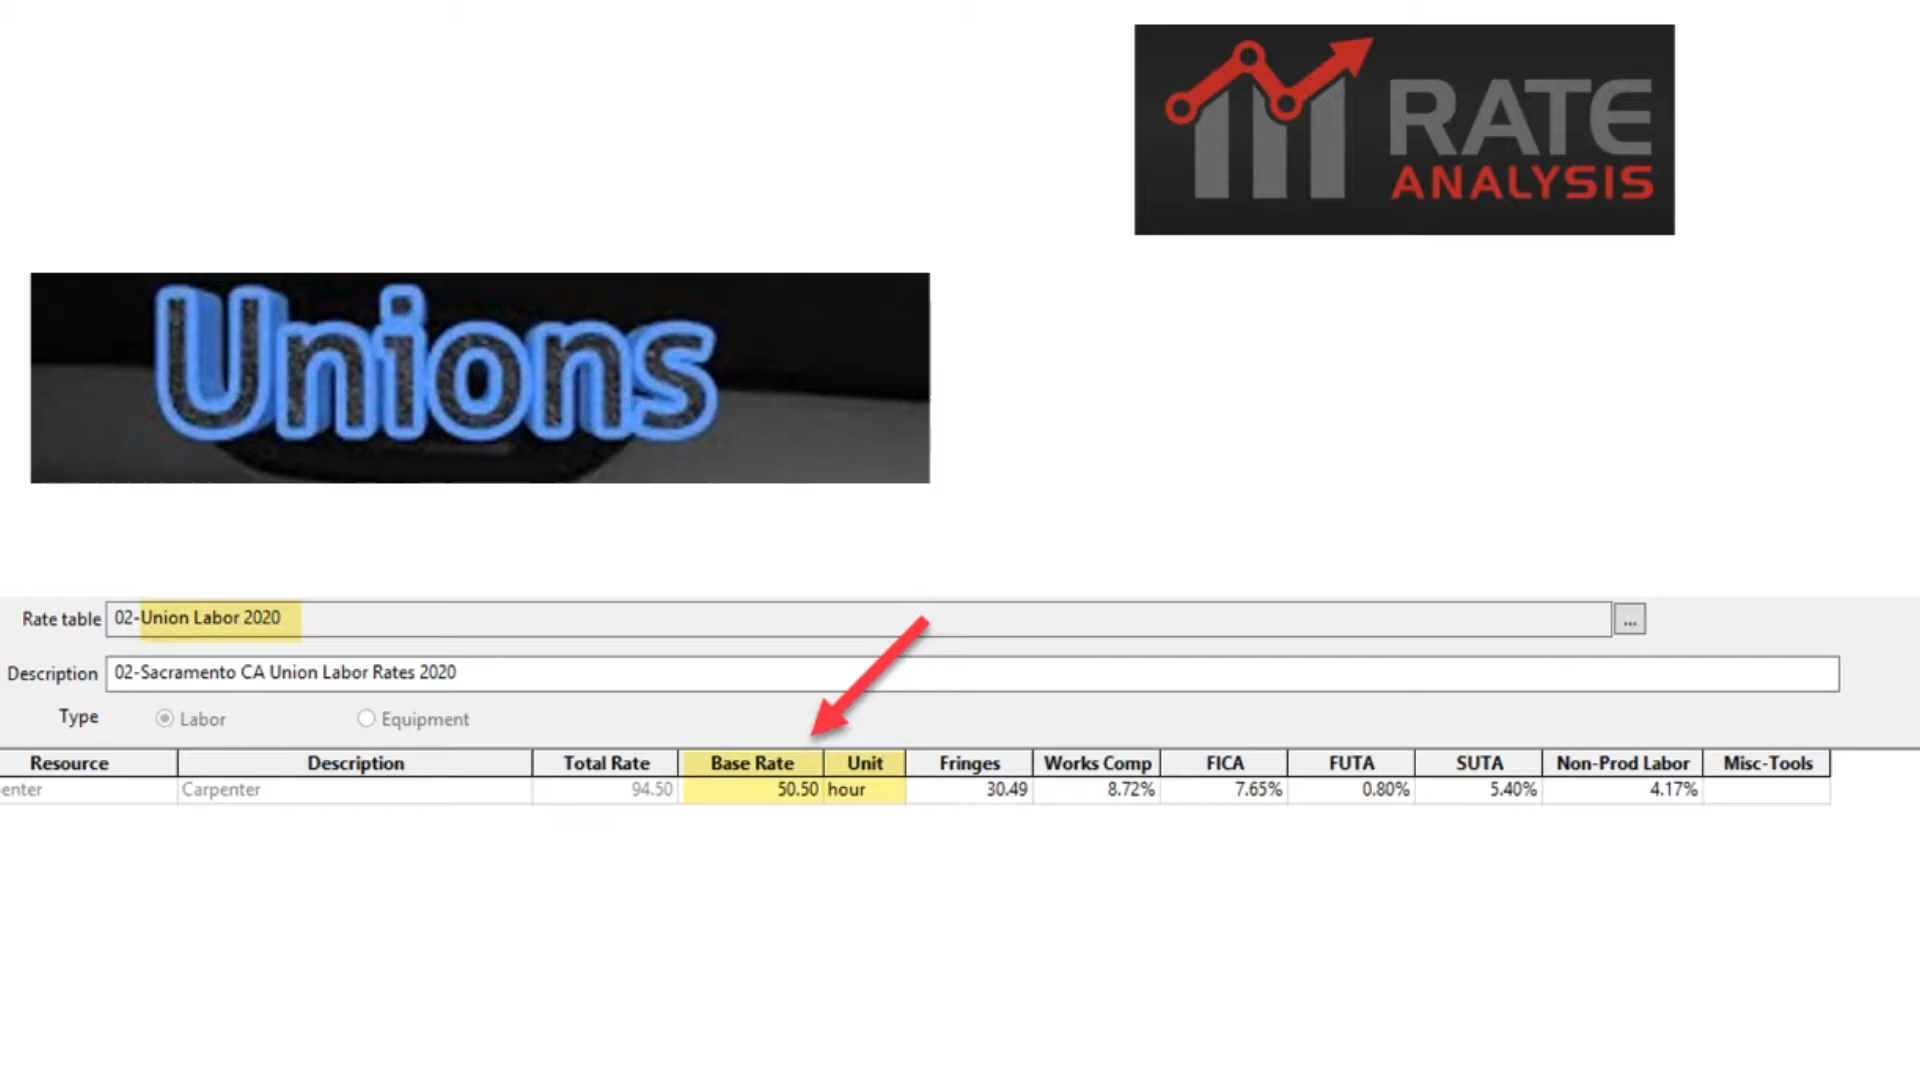 RATE
ANALYSIS
Unions
Rate table 02-Union Labor 2020 ...
Description 02-Sacramento CA Union Labor Rates 2020
Type Labor Equipment
Resource Description Total Rate Base Rate Unit Fringes Works Comp FICA FUTA SUTA Non-Prod Labor Misc-Tools
enter Carpenter 94.50 50.50 hour 30.49 8.72% 7.65% 0.80% 5.40% 4.17%